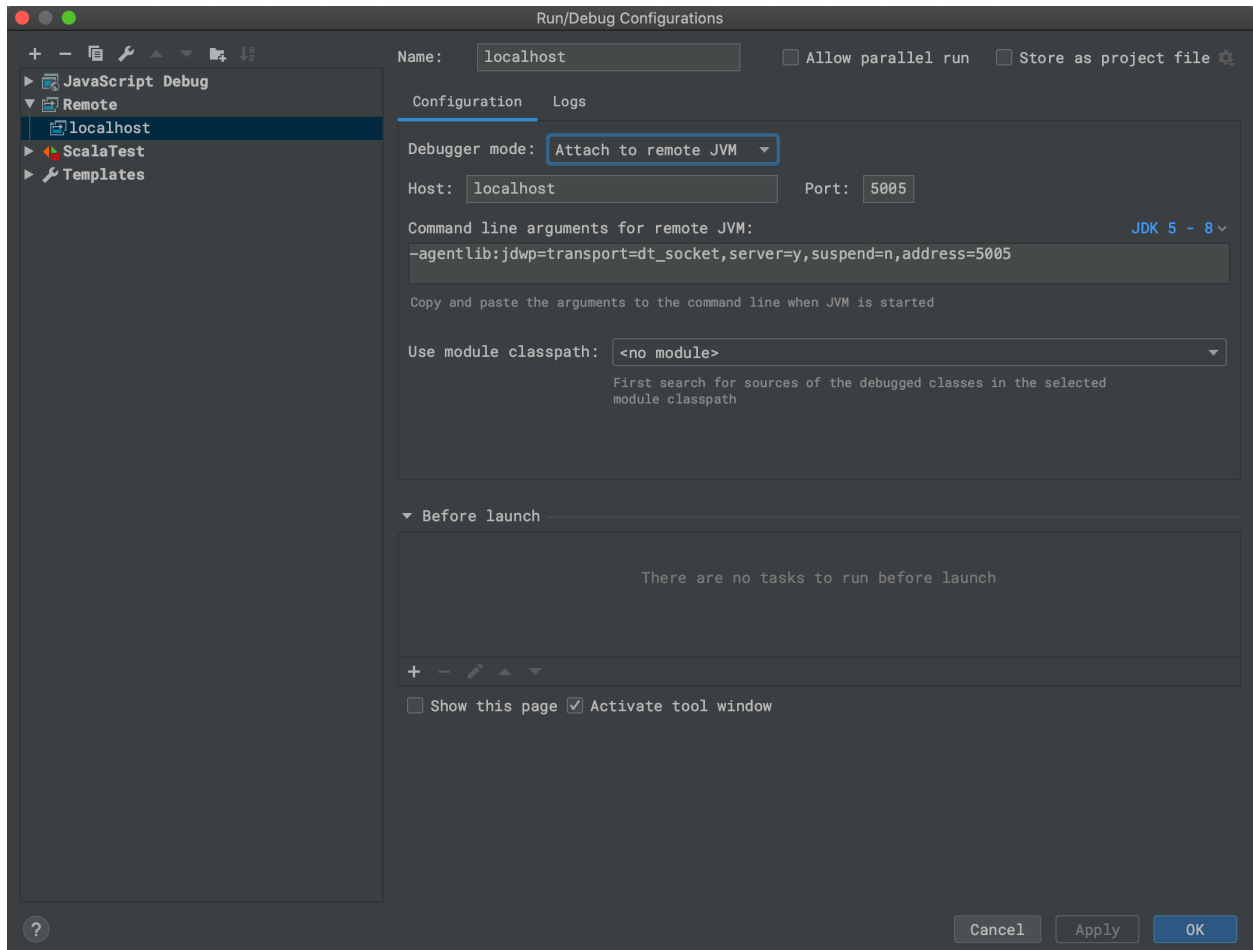 Run/Debug Configurations
Name: localhost Allow parallel run Store as project file
JavaScript Debug
Remote
localhost
ScalaTest
Templates
Configuration Logs
Debugger mode: Attach to remote JVM
Host: localhost Port: 5005
Command line arguments for remote JVM: JDK 5 - 8
-agentlib:jdwp=transport=dt_socket,server=y,suspend=n,address=5005
Copy and paste the arguments to the command line when JVM is started
Use module classpath: <no module>
First search for sources of the debugged classes in the selected
module classpath
Before launch
There are no tasks to run before launch
Show this page Activate tool window
? Cancel Apply OK